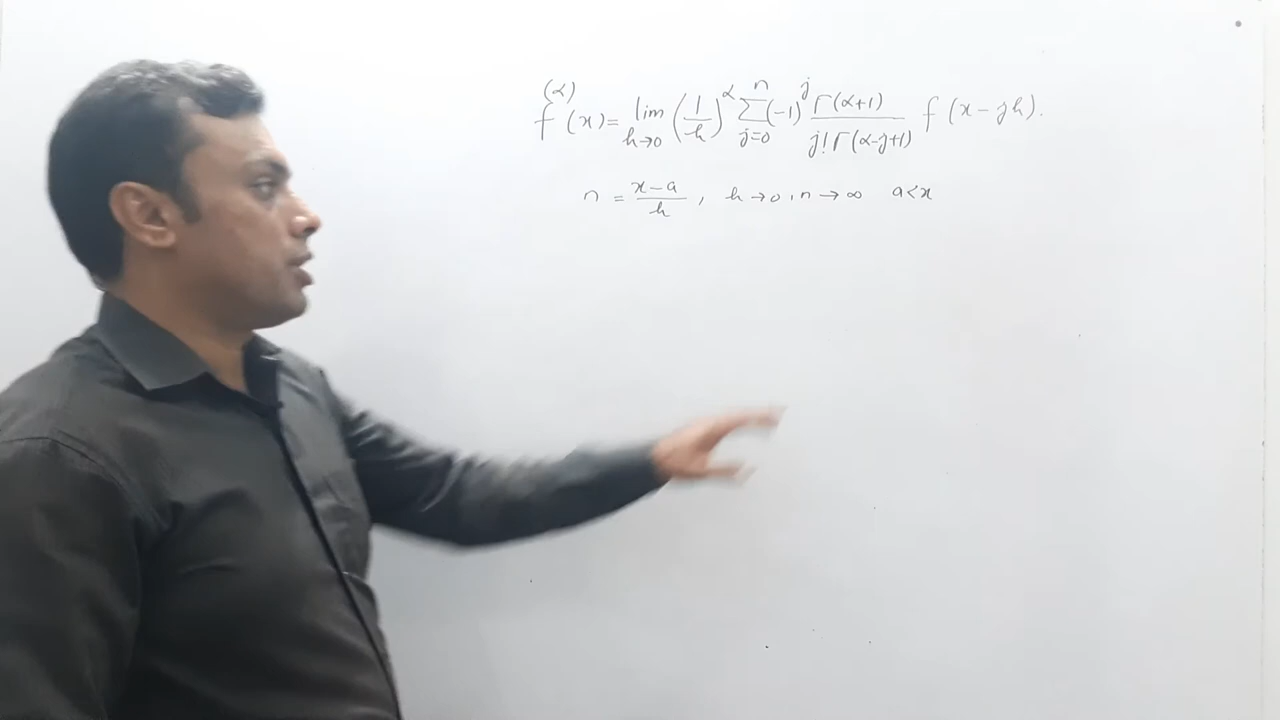 f^(α)(x) = lim_{h→0} (1/h)^α Σ_{j=0}^{n} (-1)^j Γ(α+1) / j! Γ(α-j+1) f(x-jh).
n = x-a / h , h→0, n→∞ a<x